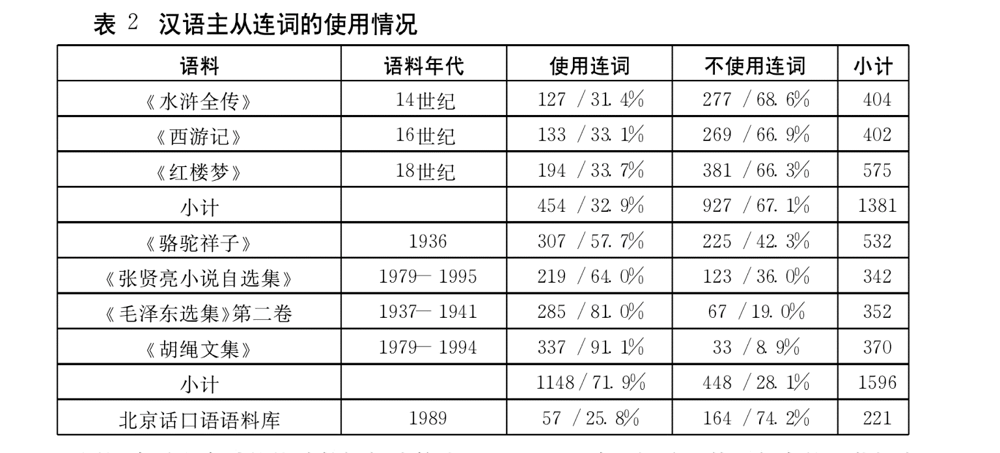 表 2 汉语主从连词的使用情况
语料 语料年代 使用连词 不使用连词 小计
《水浒全传》 14世纪 127 /31.4% 277 /68.6% 404
《西游记》 16世纪 133 /33.1% 269 /66.9% 402
《红楼梦》 18世纪 194 /33.7% 381 /66.3% 575
小计 454 /32.9% 927 /67.1% 1381
《骆驼祥子》 1936 307 /57.7% 225 /42.3% 532
《张贤亮小说自选集》 1979—1995 219 /64.0% 123 /36.0% 342
《毛泽东选集》第二卷 1937—1941 285 /81.0% 67 /19.0% 352
《胡绳文集》 1979—1994 337 /91.1% 33 /8.9% 370
小计 1148/71.9% 448 /28.1% 1596
北京话口语语料库 1989 57 /25.8% 164 /74.2% 221